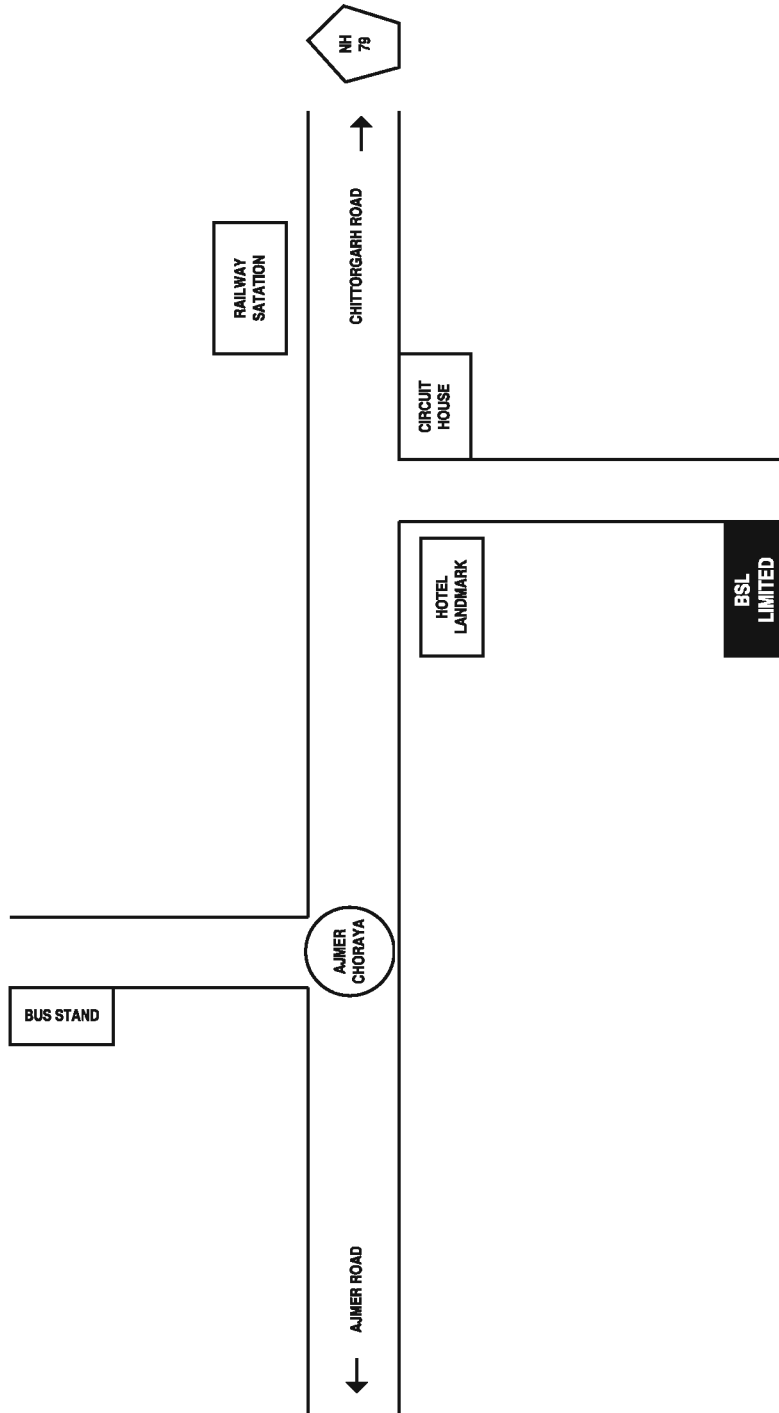 BUS STAND
RAILWAY
SATATION
AJMER ROAD
AJMER
CHORAYA
CHITTORGARH ROAD
NH
79
HOTEL
LANDMARK
CIRCUIT
HOUSE
BSL
LIMITED